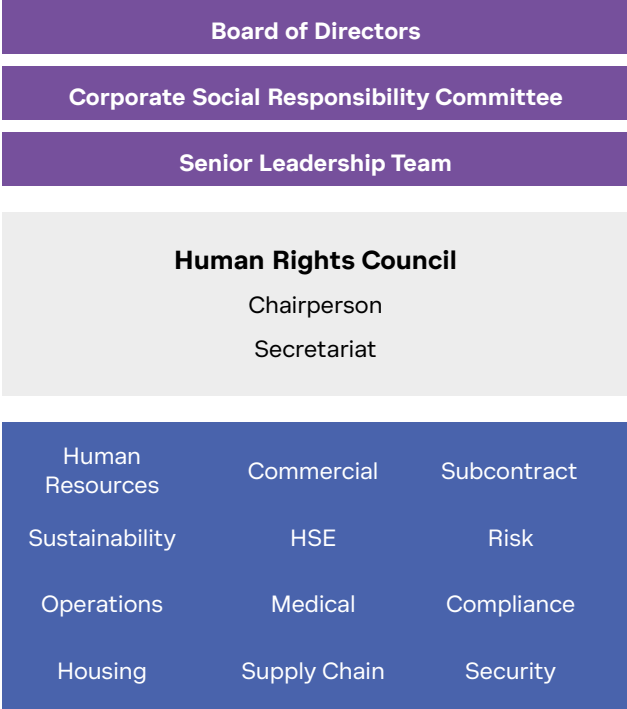 Board of Directors
Corporate Social Responsibility Committee
Senior Leadership Team
Human Rights Council
Chairperson
Secretariat
Human
Resources
Commercial
Subcontract
Sustainability
HSE
Risk
Operations
Medical
Compliance
Housing
Supply Chain
Security